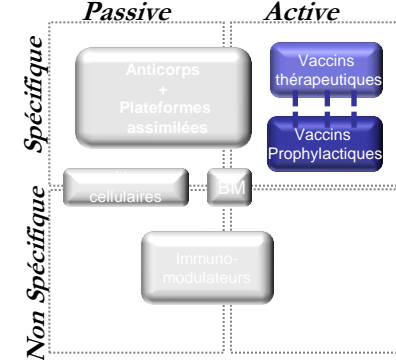 Passive Active
Spécifique
Anticorps
+
Plateformes
assimilées
Vaccins
thérapeutiques
Vaccins
Prophylactiques
cellulaires
BM
Non Spécifique
Immuno-
modulateurs